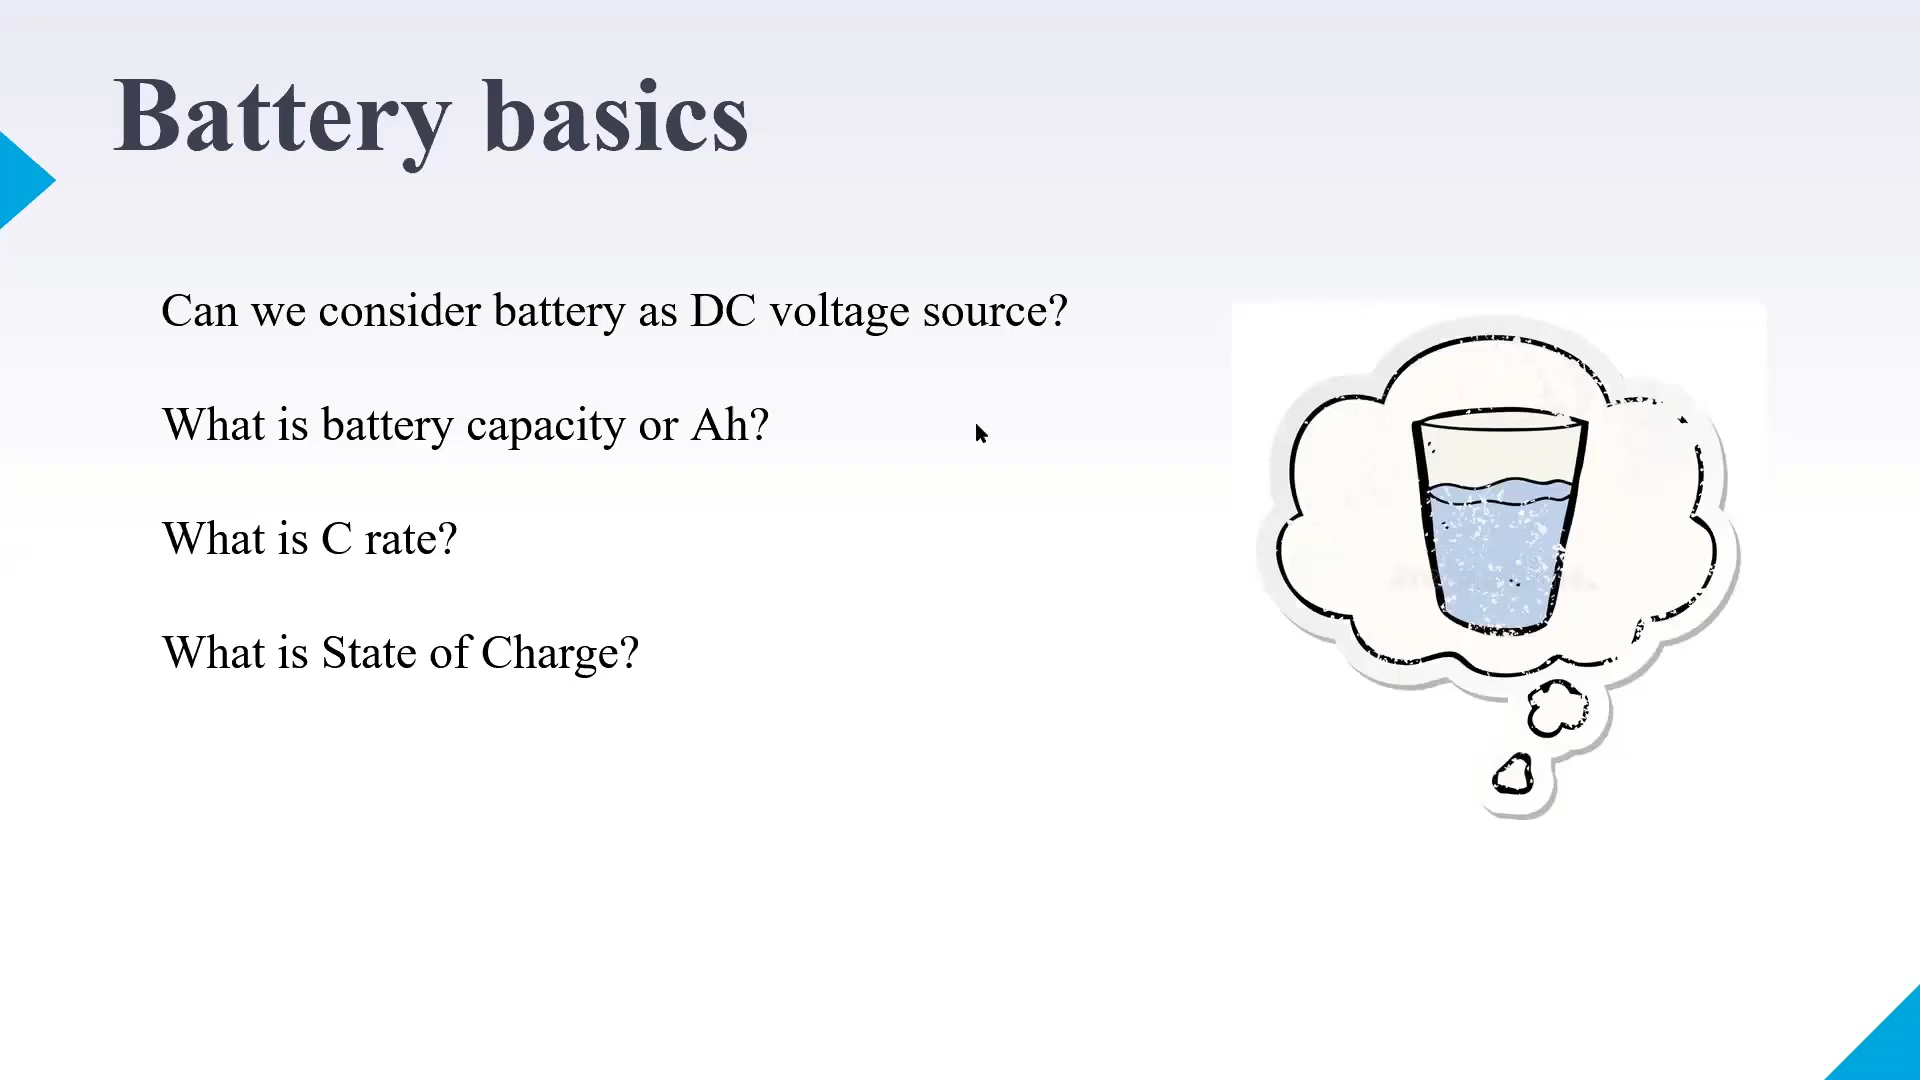 Battery basics
Can we consider battery as DC voltage source?
What is battery capacity or Ah?
What is C rate?
What is State of Charge?